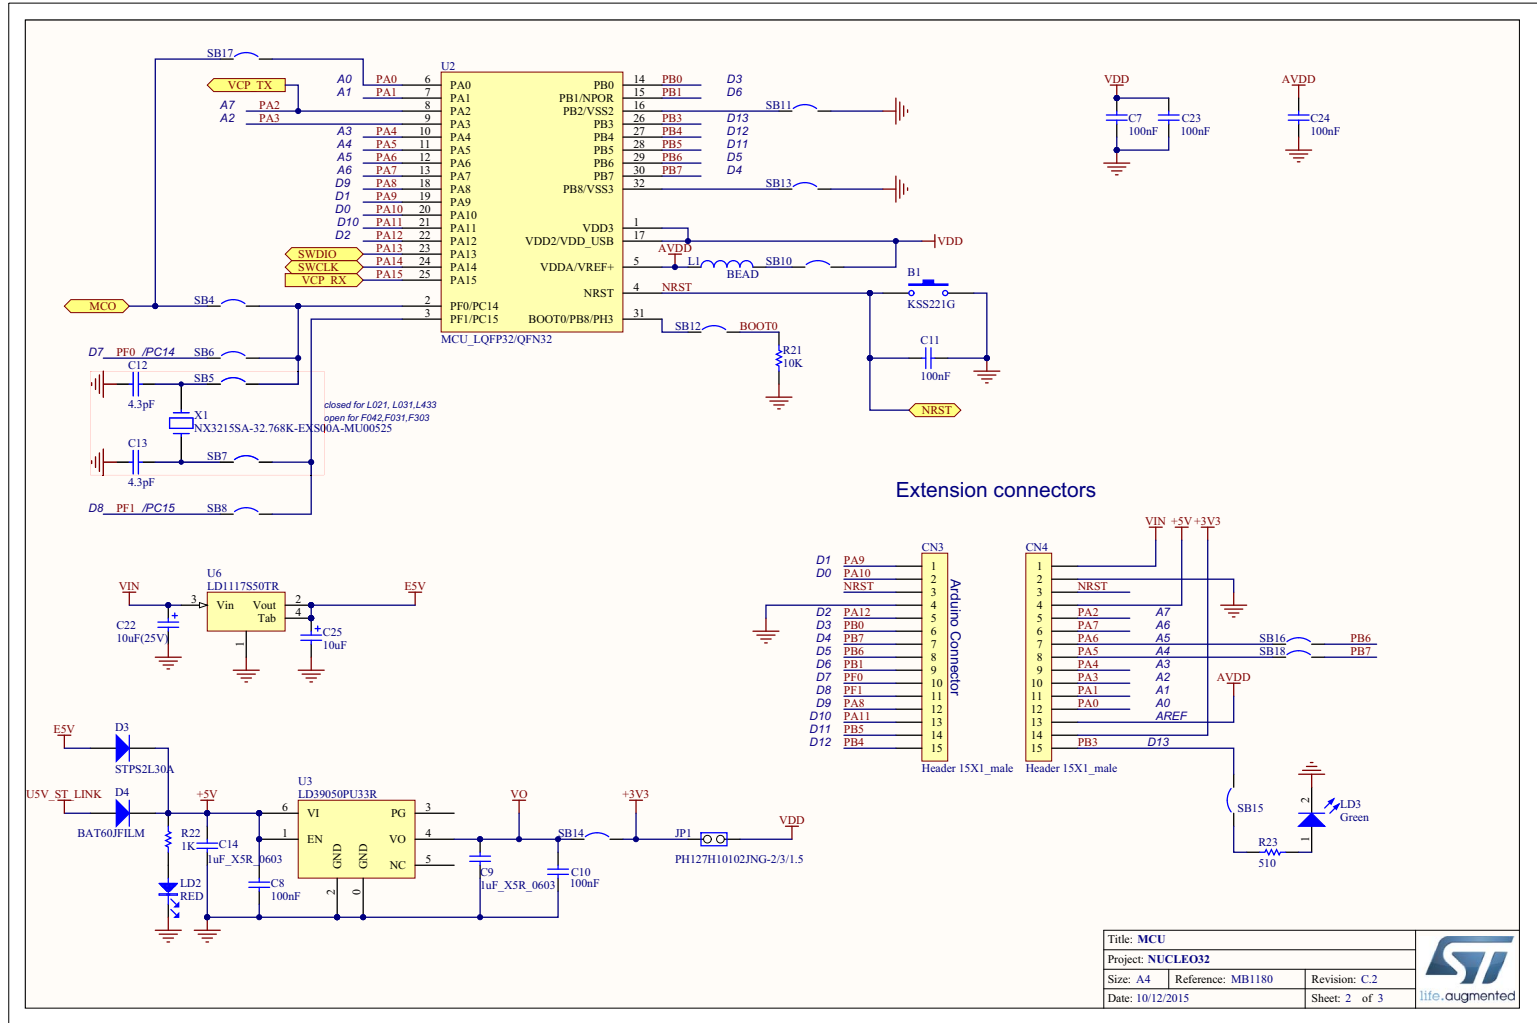 SB17
U2
VCP_TX
A0 PA0 6 PA0 PB0 14 PB0 D3
A1 PA1 7 PA1 PB1/NPOR 15 PB1 D6
A7 PA2 8 PA2 PB2/VSS2 16 SB11
A2 PA3 9 PA3 PB3 26 PB3 D13
A3 PA4 10 PA4 PB4 27 PB4 D12
A4 PA5 11 PA5 PB5 28 PB5 D11
A5 PA6 12 PA6 PB6 29 PB6 D5
A6 PA7 13 PA7 PB7 30 PB7 D4
D9 PA8 18 PA8 PB8/VSS3 32 SB13
D1 PA9 19 PA9
D0 PA10 20 PA10
D10 PA11 21 PA11 VDD3 1
D2 PA12 22 PA12 VDD2/VDD_USB 17 VDD
SWDIO PA13 23 PA13 AVDD
SWCLK PA14 24 PA14 VDDA/VREF+ 5 L1 BEAD SB10
VCP_RX PA15 25 PA15
NRST 4 NRST B1
KSS221G
MCO SB4 2 PF0/PC14
3 PF1/PC15 BOOT0/PB8/PH3 31 SB12 BOOT0
MCU_LQFP32/QFN32
R21
10K
C11
100nF
NRST
VDD
C7
100nF
C23
100nF
AVDD
C24
100nF
D7 PF0 /PC14 SB6
C12
SB5
4.3pF
closed for L021, L031,L433
open for F042,F031,F303
X1
NX3215SA-32.768K-EXS00A-MU00525
C13
SB7
4.3pF
D8 PF1 /PC15 SB8
Extension connectors
VIN +5V +3V3
CN3
D1 PA9 1
D0 PA10 2
NRST 3
4
D2 PA12 5
D3 PB0 6
D4 PB7 7
D5 PB6 8
D6 PB1 9
D7 PF0 10
D8 PF1 11
D9 PA8 12
D10 PA11 13
D11 PB5 14
D12 PB4 15
Header 15X1_male
Arduino Connector
CN4
1
2
3 NRST
4
5 PA2 A7
6 PA7 A6
7 PA6 A5 SB16 PB6
8 PA5 A4 SB18 PB7
9 PA4 A3
10 PA3 A2 AVDD
11 PA1 A1
12 PA0 A0
13 AREF
14
15 PB3 D13
Header 15X1_male
SB15
2
LD3
Green
1
R23
510
U6
LD1117S50TR
VIN 3 Vin Vout 2 E5V
Tab 4
1
C22
10uF(25V)
+
C25
10uF
+
E5V
D3
STPS2L30A
U5V_ST_LINK
D4
BAT60JFILM
+5V
R22
1K
C14
1uF_X5R_0603
LD2
RED
C8
100nF
U3
LD39050PU33R
6 VI PG 3
1 EN VO 4
NC 5
GND GND
2 0
VO
C9
1uF_X5R_0603
C10
100nF
SB14
+3V3
JP1
PH127H10102JNG-2/3/1.5
VDD
Title: MCU
Project: NUCLEO32
Size: A4 Reference: MB1180 Revision: C.2
Date: 10/12/2015 Sheet: 2 of 3
ST
life.augmented